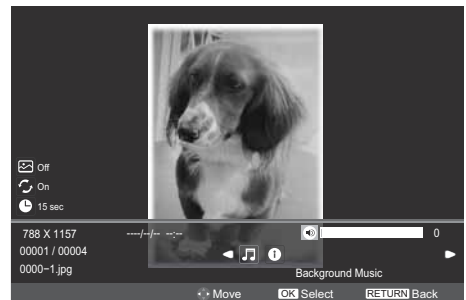 Off
On
15 sec
788 X 1157 ----/--/-- --:-- 0
00001 / 00004
0000-1.jpg
Background Music
Move OK Select RETURN Back